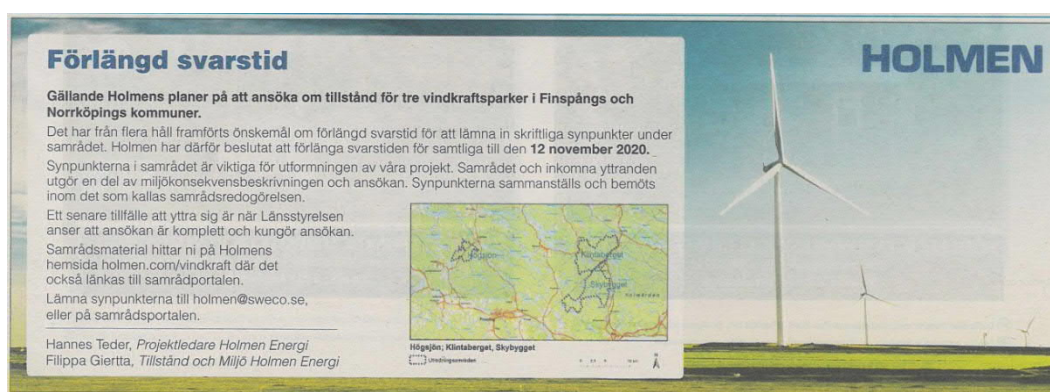 HOLMEN
Förlängd svarstid
Gällande Holmens planer på att ansöka om tillstånd för tre vindkraftsparker i Finspångs och
Norrköpings kommuner.
Det har från flera håll framförts önskemål om förlängd svarstid för att lämna in skriftliga synpunkter under
samrådet. Holmen har därför beslutat att förlänga svarstiden för samtliga till den 12 november 2020.
Synpunkterna i samrådet är viktiga för utformningen av våra projekt. Samrådet och inkomna yttranden
utgör en del av miljökonsekvensbeskrivningen och ansökan. Synpunkterna sammanställs och bemöts
inom det som kallas samrådsredogörelsen.
Ett senare tillfälle att yttra sig är när Länsstyrelsen
anser att ansökan är komplett och kungör ansökan.
Samrådsmaterial hittar ni på Holmens
hemsida holmen.com/vindkraft där det
också länkas till samrådportalen.
Lämna synpunkterna till holmen@sweco.se,
eller på samrådsportalen.
Hannes Teder, Projektledare Holmen Energi
Filippa Giertta, Tillstånd och Miljö Holmen Energi
Högsjön
Klintaberget
Skybygget
Högsjön; Klintaberget, Skybygget
Utredningsområden
N